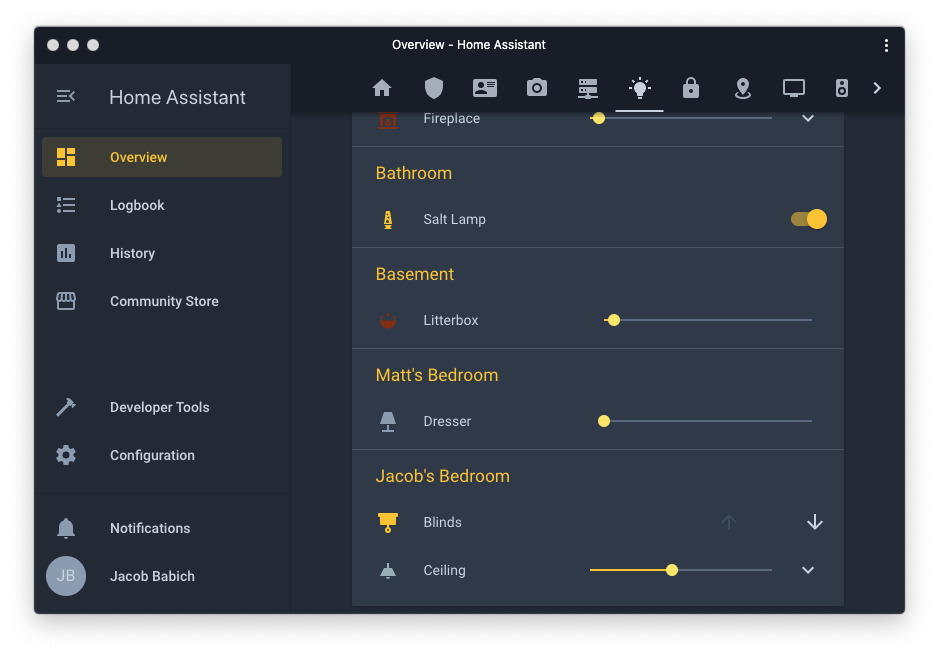 Overview - Home Assistant
Home Assistant
Overview
Logbook
History
Community Store
Developer Tools
Configuration
Notifications
JB
Jacob Babich
Fireplace
Bathroom
Salt Lamp
Basement
Litterbox
Matt's Bedroom
Dresser
Jacob's Bedroom
Blinds
Ceiling